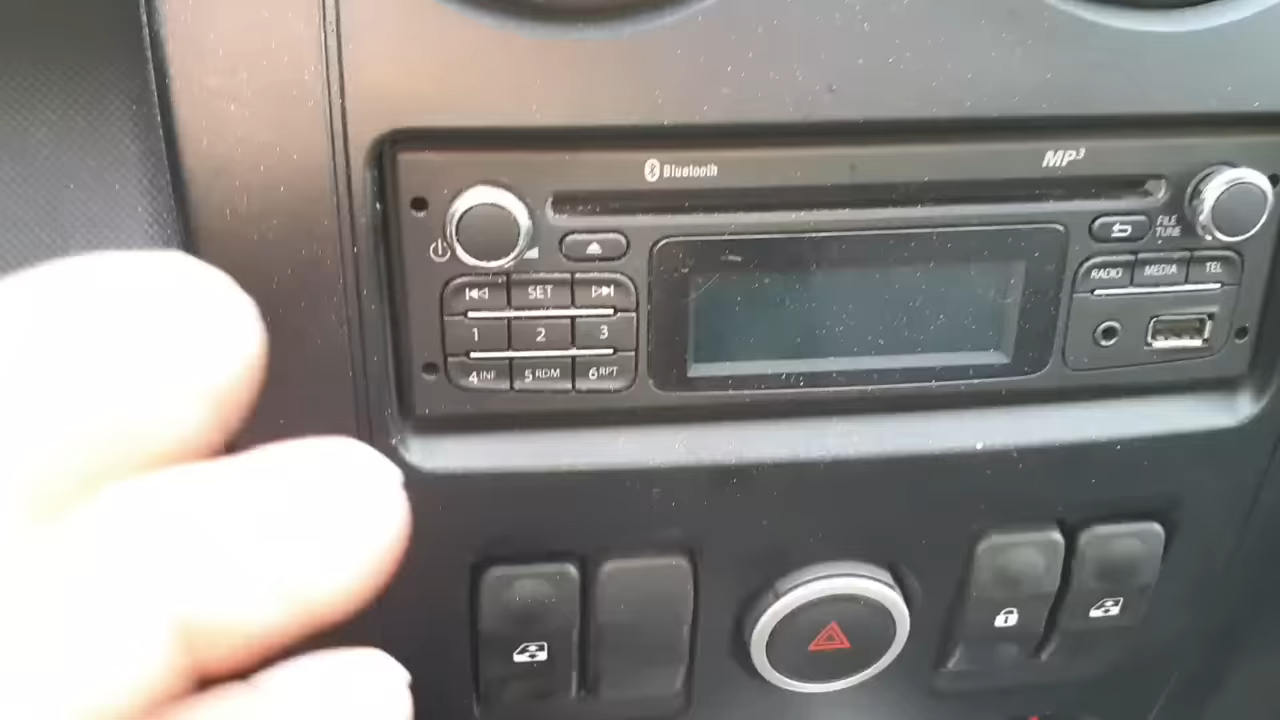 Bluetooth
MP3
FILE
TUNE
RADIO MEDIA TEL
SET
1 2 3
4 INF 5 RDM 6 RPT